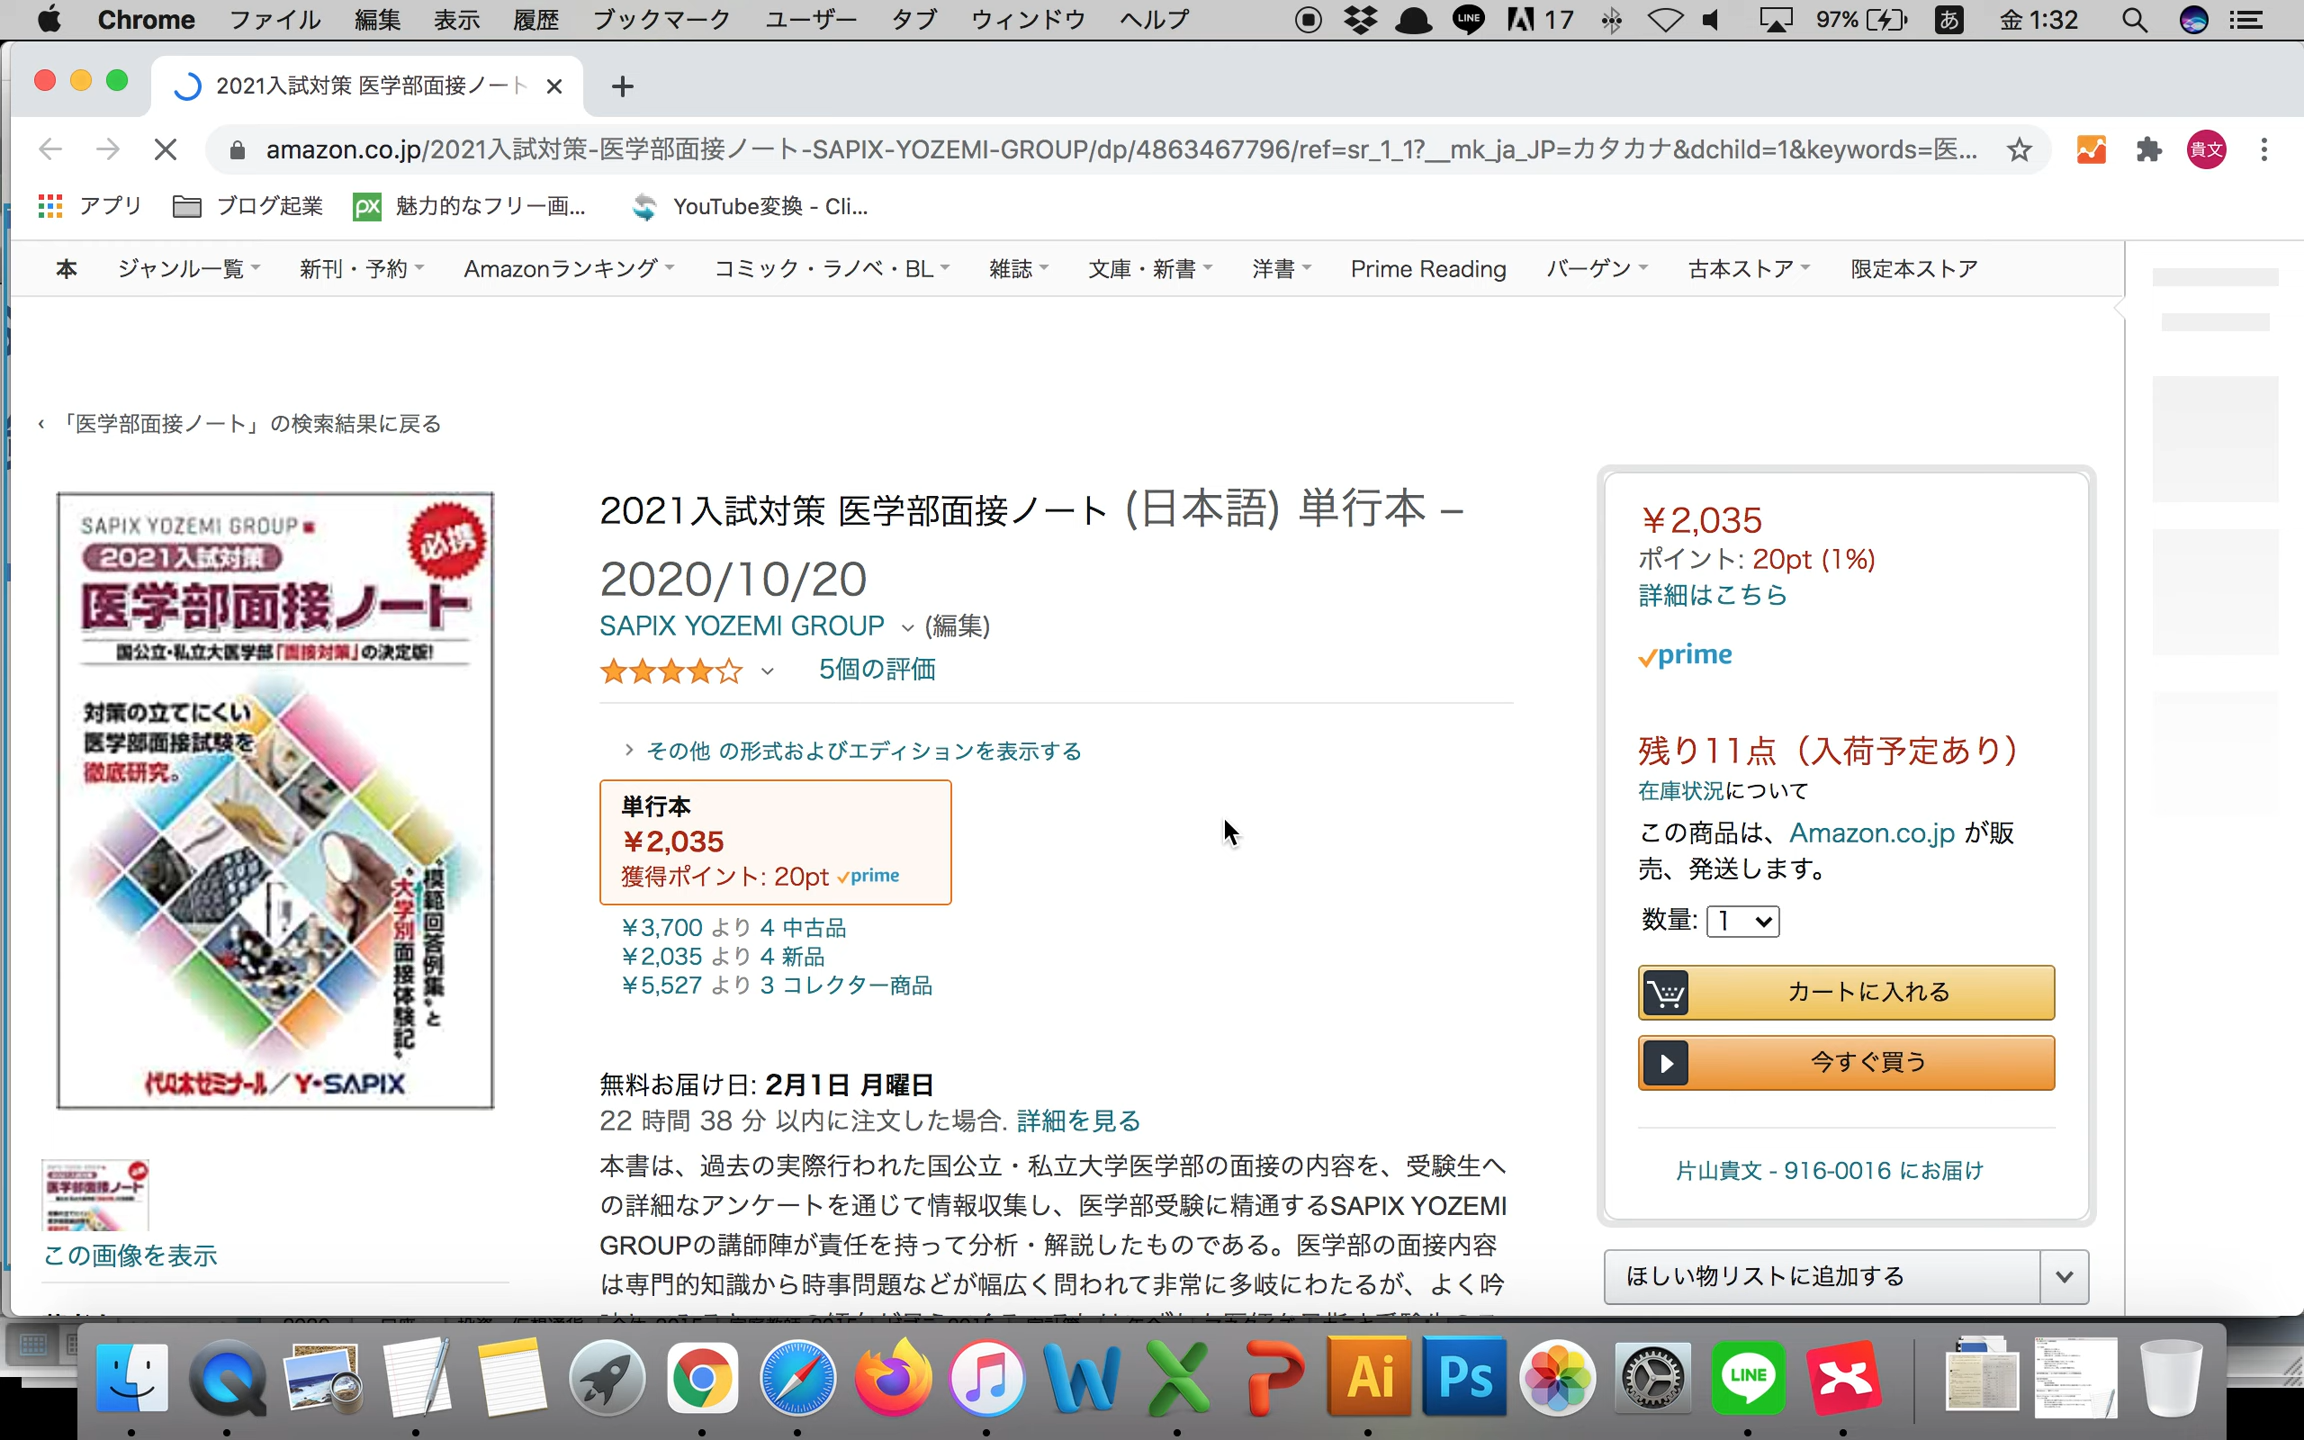 Chrome ファイル 編集 表示 履歴 ブックマーク ユーザー タブ ウィンドウ ヘルプ LINE 17 97% あ 金 1:32
2021入試対策 医学部面接ノート
amazon.co.jp/2021入試対策-医学部面接ノート-SAPIX-YOZEMI-GROUP/dp/4863467796/ref=sr_1_1?__mk_ja_JP=カタカナ&dchild=1&keywords=医... 貴文
アプリ ブログ起業 px 魅力的なフリー画... YouTube変換 - Cli...
本 ジャンル一覧 新刊・予約 Amazonランキング コミック・ラノベ・BL 雑誌 文庫・新書 洋書 Prime Reading バーゲン 古本ストア 限定本ストア
‹ 「医学部面接ノート」の検索結果に戻る
SAPIX YOZEMI GROUP
必携
2021入試対策
医学部面接ノート
国公立・私立大医学部「面接対策」の決定版!
対策の立てにくい
医学部面接試験を
徹底研究。
"模範回答例集"と
"大学別面接体験記"
代々木ゼミナール／Y-SAPIX
この画像を表示
2021入試対策 医学部面接ノート (日本語) 単行本 –
2020/10/20
SAPIX YOZEMI GROUP (編集)
5個の評価
› その他 の形式およびエディションを表示する
単行本
￥2,035
獲得ポイント: 20pt prime
￥3,700 より 4 中古品
￥2,035 より 4 新品
￥5,527 より 3 コレクター商品
無料お届け日: 2月1日 月曜日
22 時間 38 分 以内に注文した場合. 詳細を見る
本書は、過去の実際行われた国公立・私立大学医学部の面接の内容を、受験生へ
の詳細なアンケートを通じて情報収集し、医学部受験に精通するSAPIX YOZEMI
GROUPの講師陣が責任を持って分析・解説したものである。医学部の面接内容
は専門的知識から時事問題などが幅広く問われて非常に多岐にわたるが、よく吟
￥2,035
ポイント: 20pt (1%)
詳細はこちら
prime
残り11点（入荷予定あり）
在庫状況について
この商品は、Amazon.co.jp が販
売、発送します。
数量: 1
カートに入れる
今すぐ買う
片山貴文 - 916-0016 にお届け
ほしい物リストに追加する
Ai Ps LINE